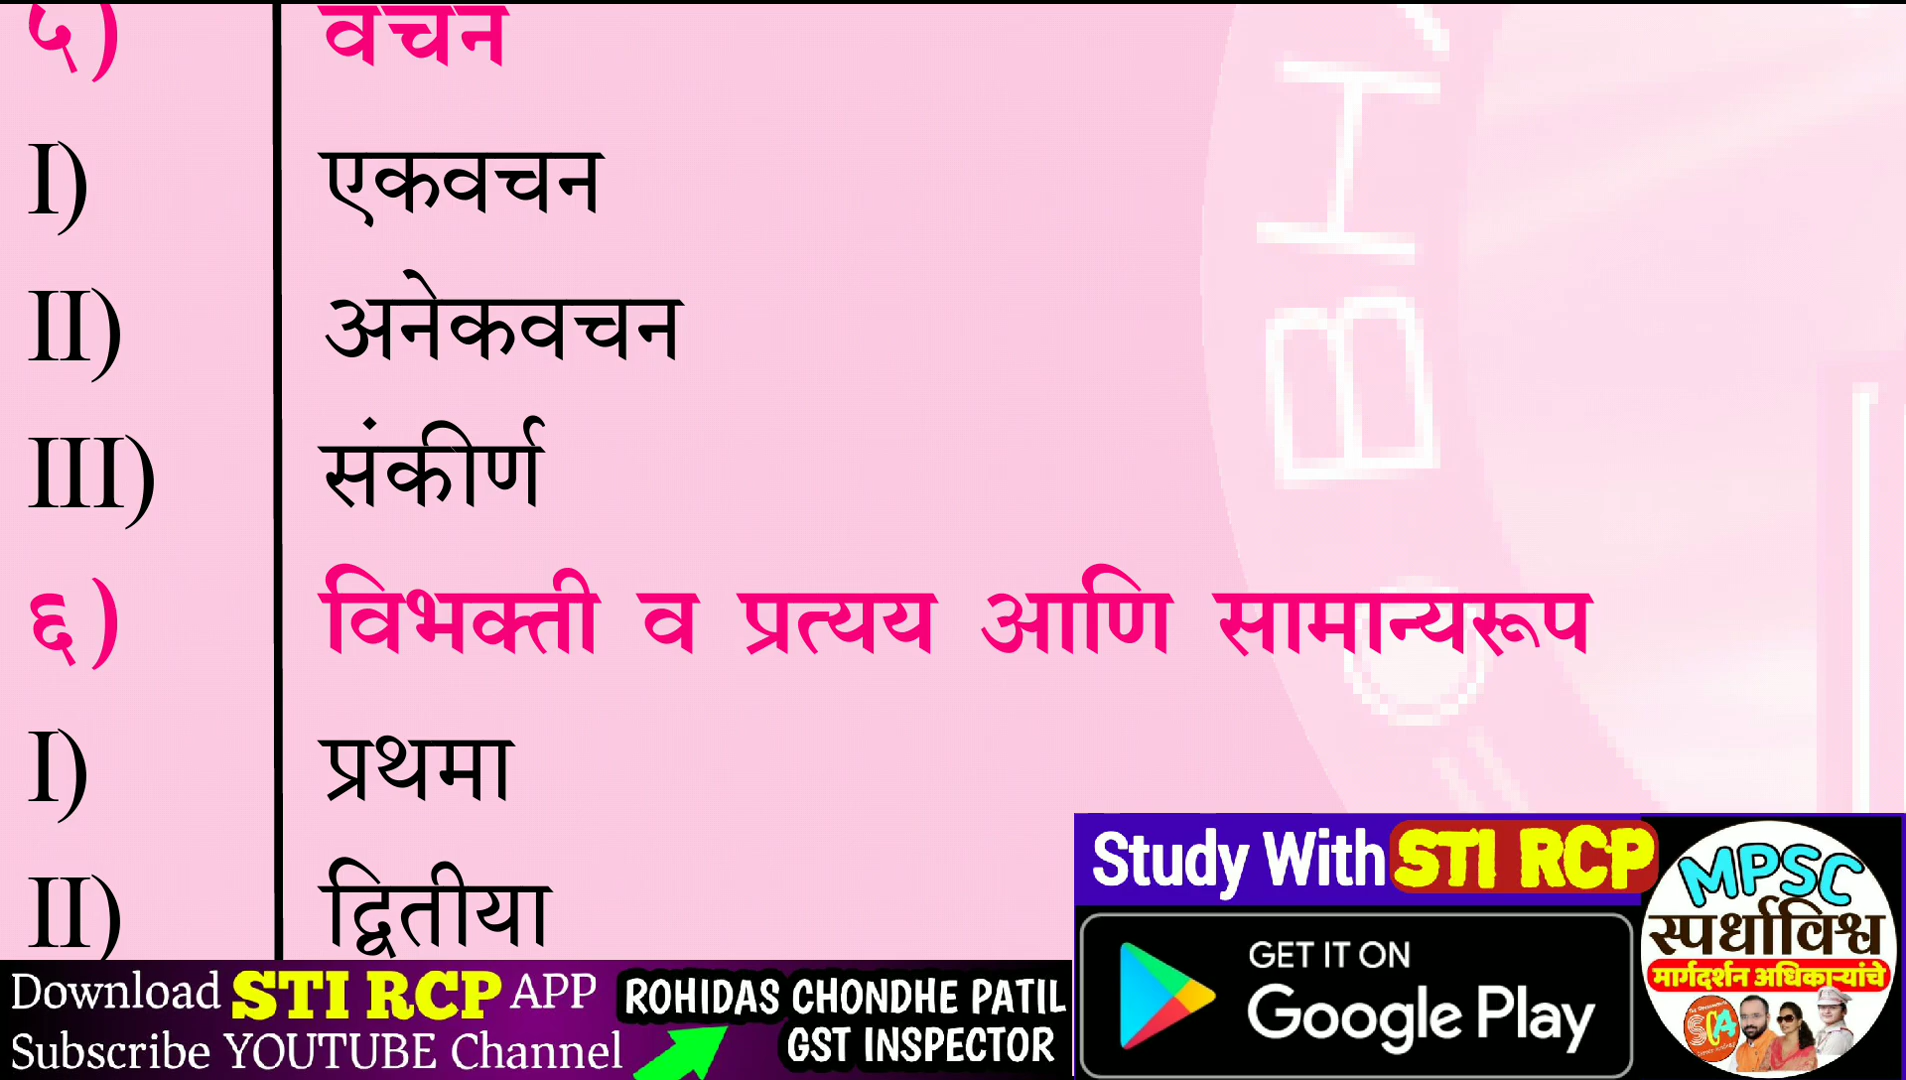 ५) वचन
I) एकवचन
II) अनेकवचन
III) संकीर्ण
६) विभक्ती व प्रत्यय आणि सामान्यरूप
I) प्रथमा
II) द्वितीया
BH
Study With STI RCP
GET IT ON
Google Play
MPSC
स्पर्धाविश्व
मार्गदर्शन अधिकाऱ्यांचे
Download STI RCP APP
Subscribe YOUTUBE Channel
ROHIDAS CHONDHE PATIL
GST INSPECTOR